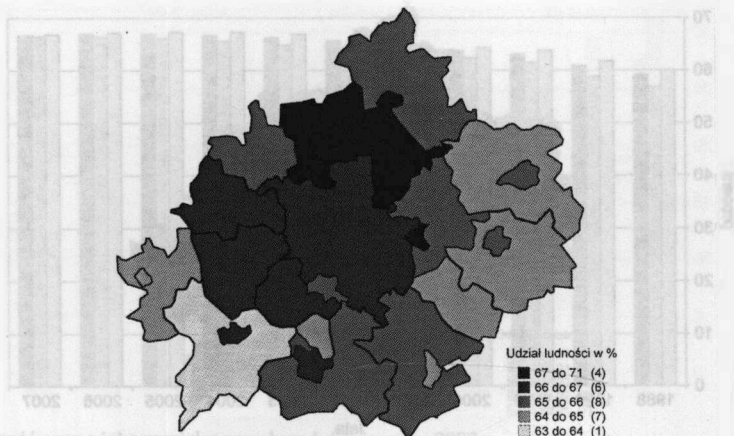 70
60
50
40
30
20
10
0
Udział ludności w %
67 do 71 (4)
66 do 67 (6)
65 do 66 (8)
64 do 65 (7)
63 do 64 (1)
2007
2006
2005
1988
lata